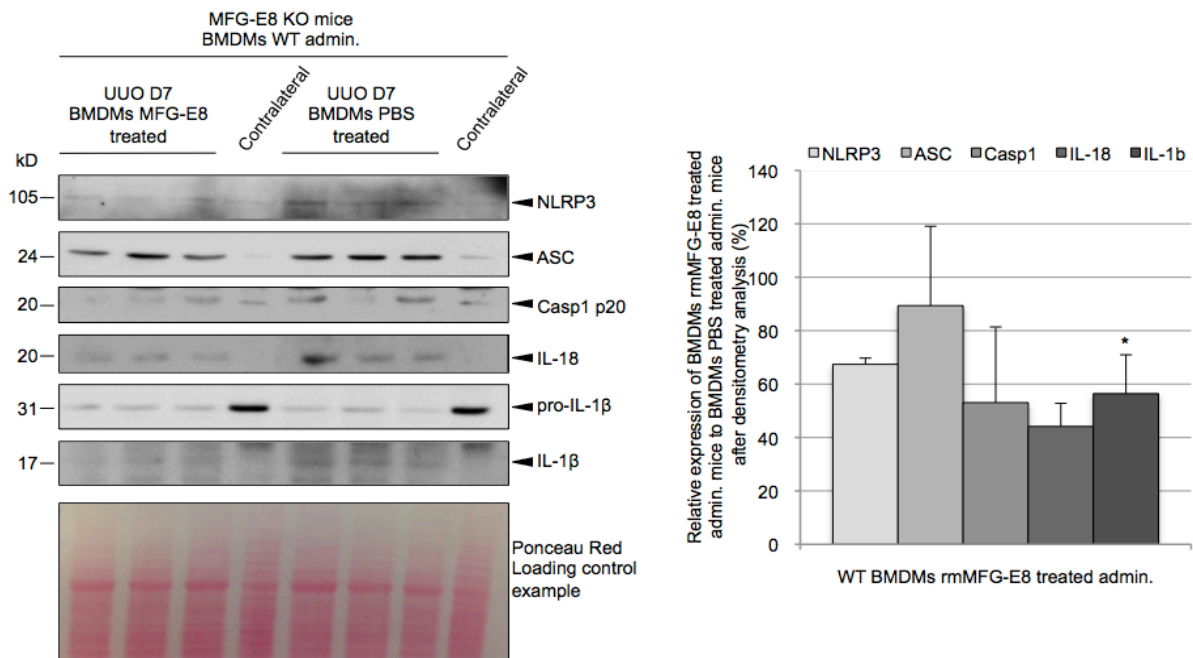 MFG-E8 KO mice
BMDMs WT admin.
UUO D7
BMDMs MFG-E8
treated
Contralateral
UUO D7
BMDMs PBS
treated
Contralateral
kD
105
NLRP3
24
ASC
20
Casp1 p20
20
IL-18
31
pro-IL-1β
17
IL-1β
Ponceau Red
Loading control
example
NLRP3 ASC Casp1 IL-18 IL-1b
Relative expression of BMDMs rmMFG-E8 treated
admin. mice to BMDMs PBS treated admin. mice
after densitometry analysis (%)
140
120
100
80
60
40
20
0
*
WT BMDMs rmMFG-E8 treated admin.